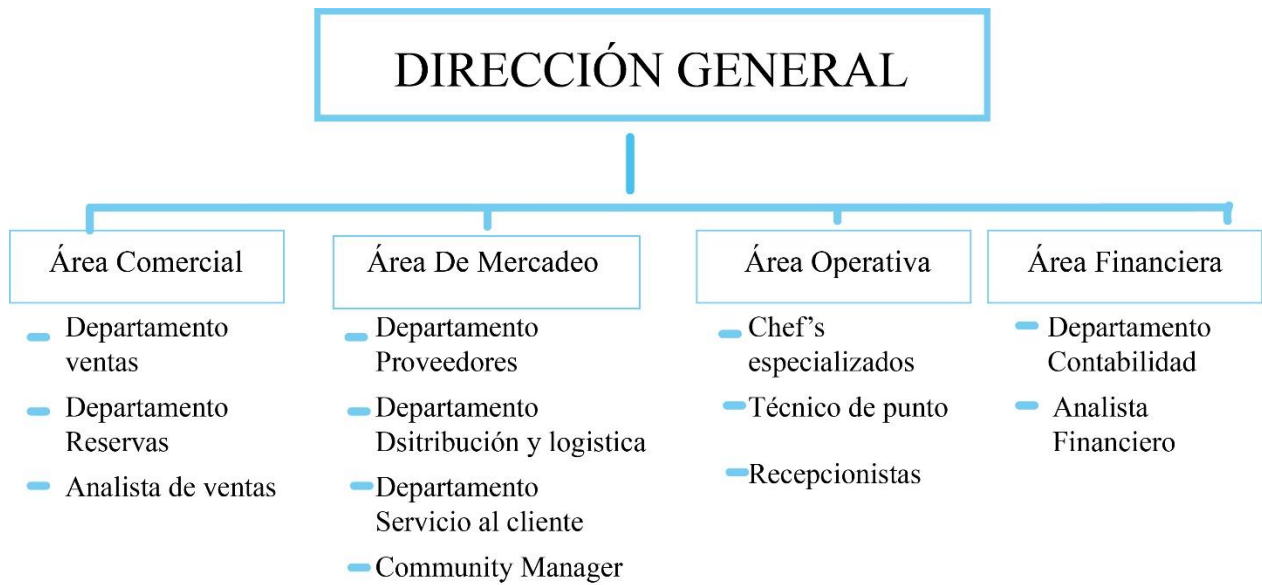 DIRECCIÓN GENERAL
Área Comercial
Departamento
ventas
Departamento
Reservas
Analista de ventas
Área De Mercadeo
Departamento
Proveedores
Departamento
Dsitribución y logistica
Departamento
Servicio al cliente
Community Manager
Área Operativa
Chef’s
especializados
Técnico de punto
Recepcionistas
Área Financiera
Departamento
Contabilidad
Analista
Financiero